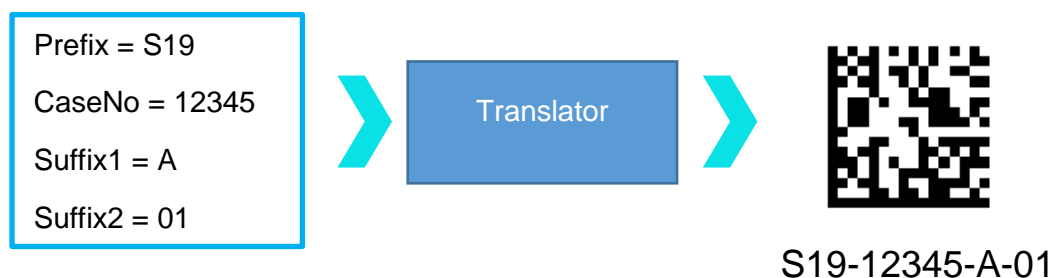 Prefix = S19
CaseNo = 12345
Suffix1 = A
Suffix2 = 01
Translator
S19-12345-A-01